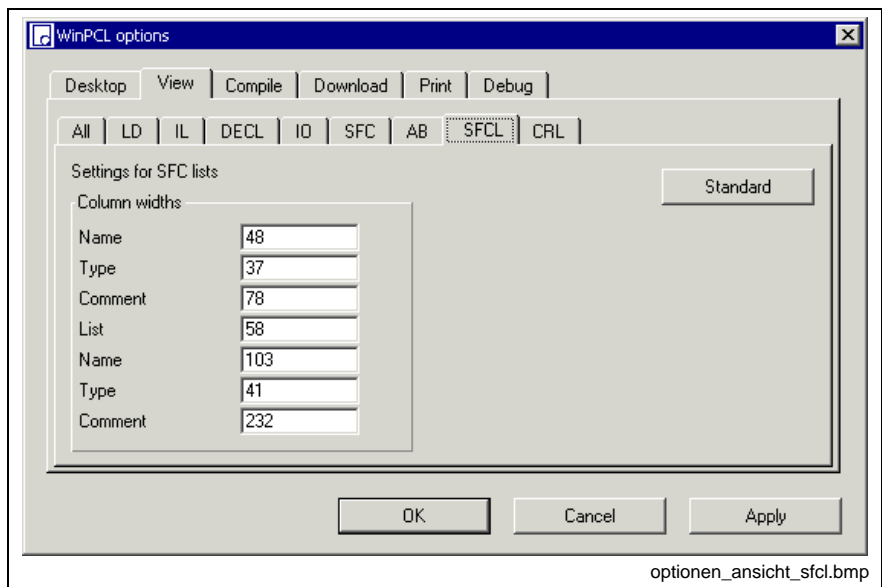 WinPCL options
Desktop View Compile Download Print Debug
All LD IL DECL IO SFC AB SFCL CRL
Settings for SFC lists
Standard
Column widths
Name 48
Type 37
Comment 78
List 58
Name 103
Type 41
Comment 232
OK Cancel Apply
optionen_ansicht_sfcl.bmp